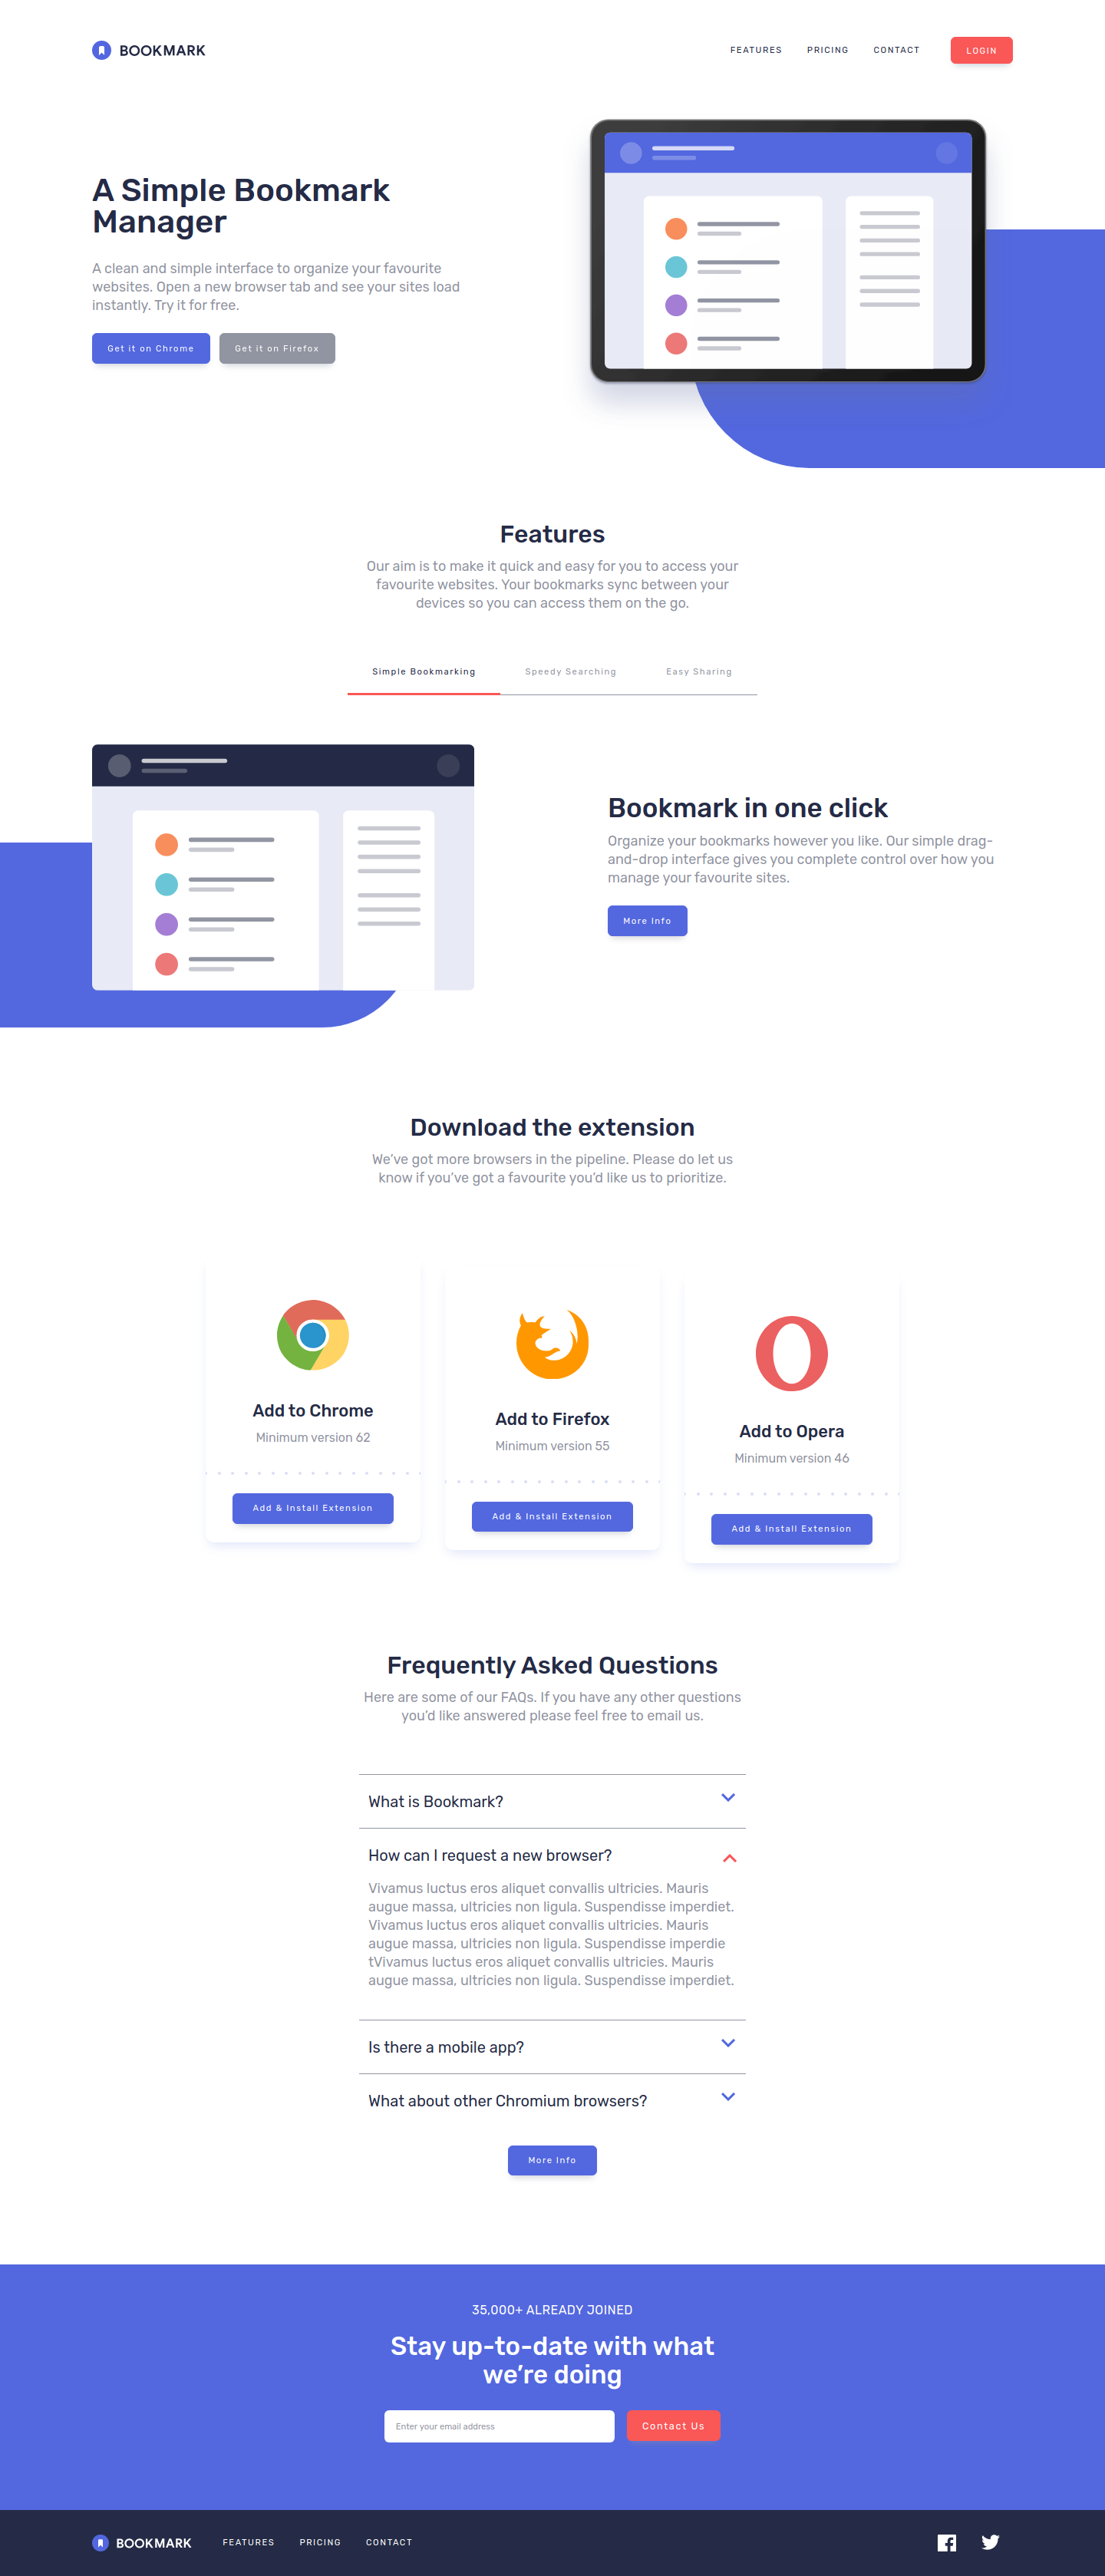 BOOKMARK
FEATURES
PRICING
CONTACT
LOGIN
A Simple Bookmark
Manager
A clean and simple interface to organize your favourite
websites. Open a new browser tab and see your sites load
instantly. Try it for free.
Get it on Chrome
Get it on Firefox
Features
Our aim is to make it quick and easy for you to access your
favourite websites. Your bookmarks sync between your
devices so you can access them on the go.
Simple Bookmarking
Speedy Searching
Easy Sharing
Bookmark in one click
Organize your bookmarks however you like. Our simple drag-
and-drop interface gives you complete control over how you
manage your favourite sites.
More Info
Download the extension
We’ve got more browsers in the pipeline. Please do let us
know if you’ve got a favourite you’d like us to prioritize.
Add to Chrome
Minimum version 62
Add & Install Extension
Add to Firefox
Minimum version 55
Add & Install Extension
Add to Opera
Minimum version 46
Add & Install Extension
Frequently Asked Questions
Here are some of our FAQs. If you have any other questions
you’d like answered please feel free to email us.
What is Bookmark?
How can I request a new browser?
Vivamus luctus eros aliquet convallis ultricies. Mauris
augue massa, ultricies non ligula. Suspendisse imperdiet.
Vivamus luctus eros aliquet convallis ultricies. Mauris
augue massa, ultricies non ligula. Suspendisse imperdie
tVivamus luctus eros aliquet convallis ultricies. Mauris
augue massa, ultricies non ligula. Suspendisse imperdiet.
Is there a mobile app?
What about other Chromium browsers?
More Info
35,000+ ALREADY JOINED
Stay up-to-date with what
we’re doing
Enter your email address
Contact Us
BOOKMARK
FEATURES
PRICING
CONTACT